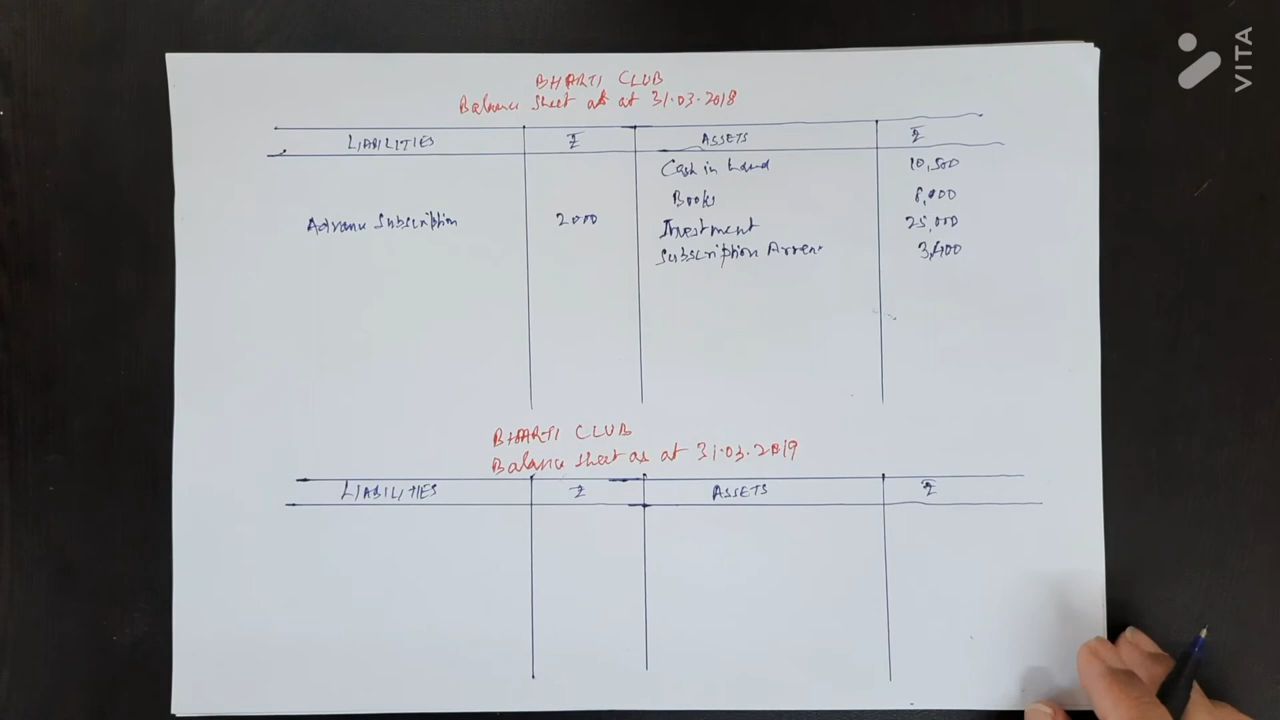 BHARTI CLUB
Balance sheet as at 31.03.2018
LIABILITIES ₹ ASSETS ₹
Cash in hand 10,500
Books 8,000
Advance Subscription 2000 Investment 25,000
Subscription Arrear 3,400
BHARTI CLUB
Balance sheet as at 31.03.2019
LIABILITIES ₹ ASSETS ₹
VITA